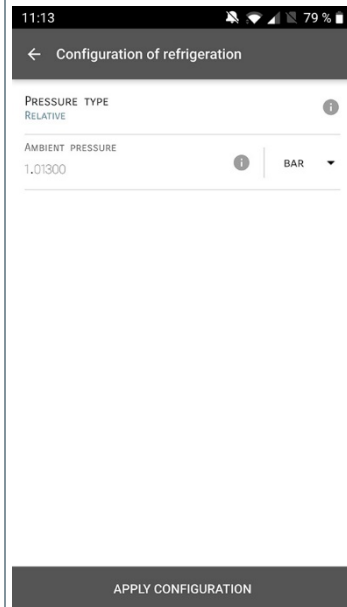 11:13
79 %
Configuration of refrigeration
PRESSURE TYPE
RELATIVE
AMBIENT PRESSURE
1.01300
BAR
APPLY CONFIGURATION